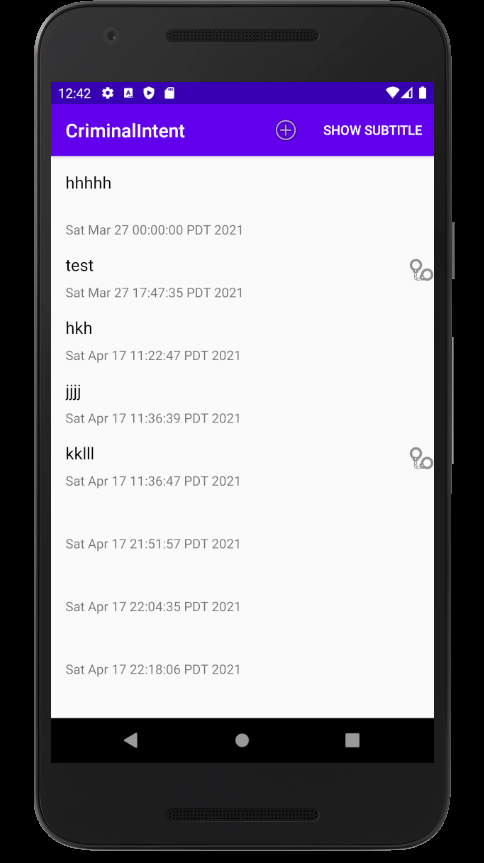 12:42
CriminalIntent
SHOW SUBTITLE
hhhhh
Sat Mar 27 00:00:00 PDT 2021
test
Sat Mar 27 17:47:35 PDT 2021
hkh
Sat Apr 17 11:22:47 PDT 2021
jjjj
Sat Apr 17 11:36:39 PDT 2021
kklll
Sat Apr 17 11:36:47 PDT 2021
Sat Apr 17 21:51:57 PDT 2021
Sat Apr 17 22:04:35 PDT 2021
Sat Apr 17 22:18:06 PDT 2021